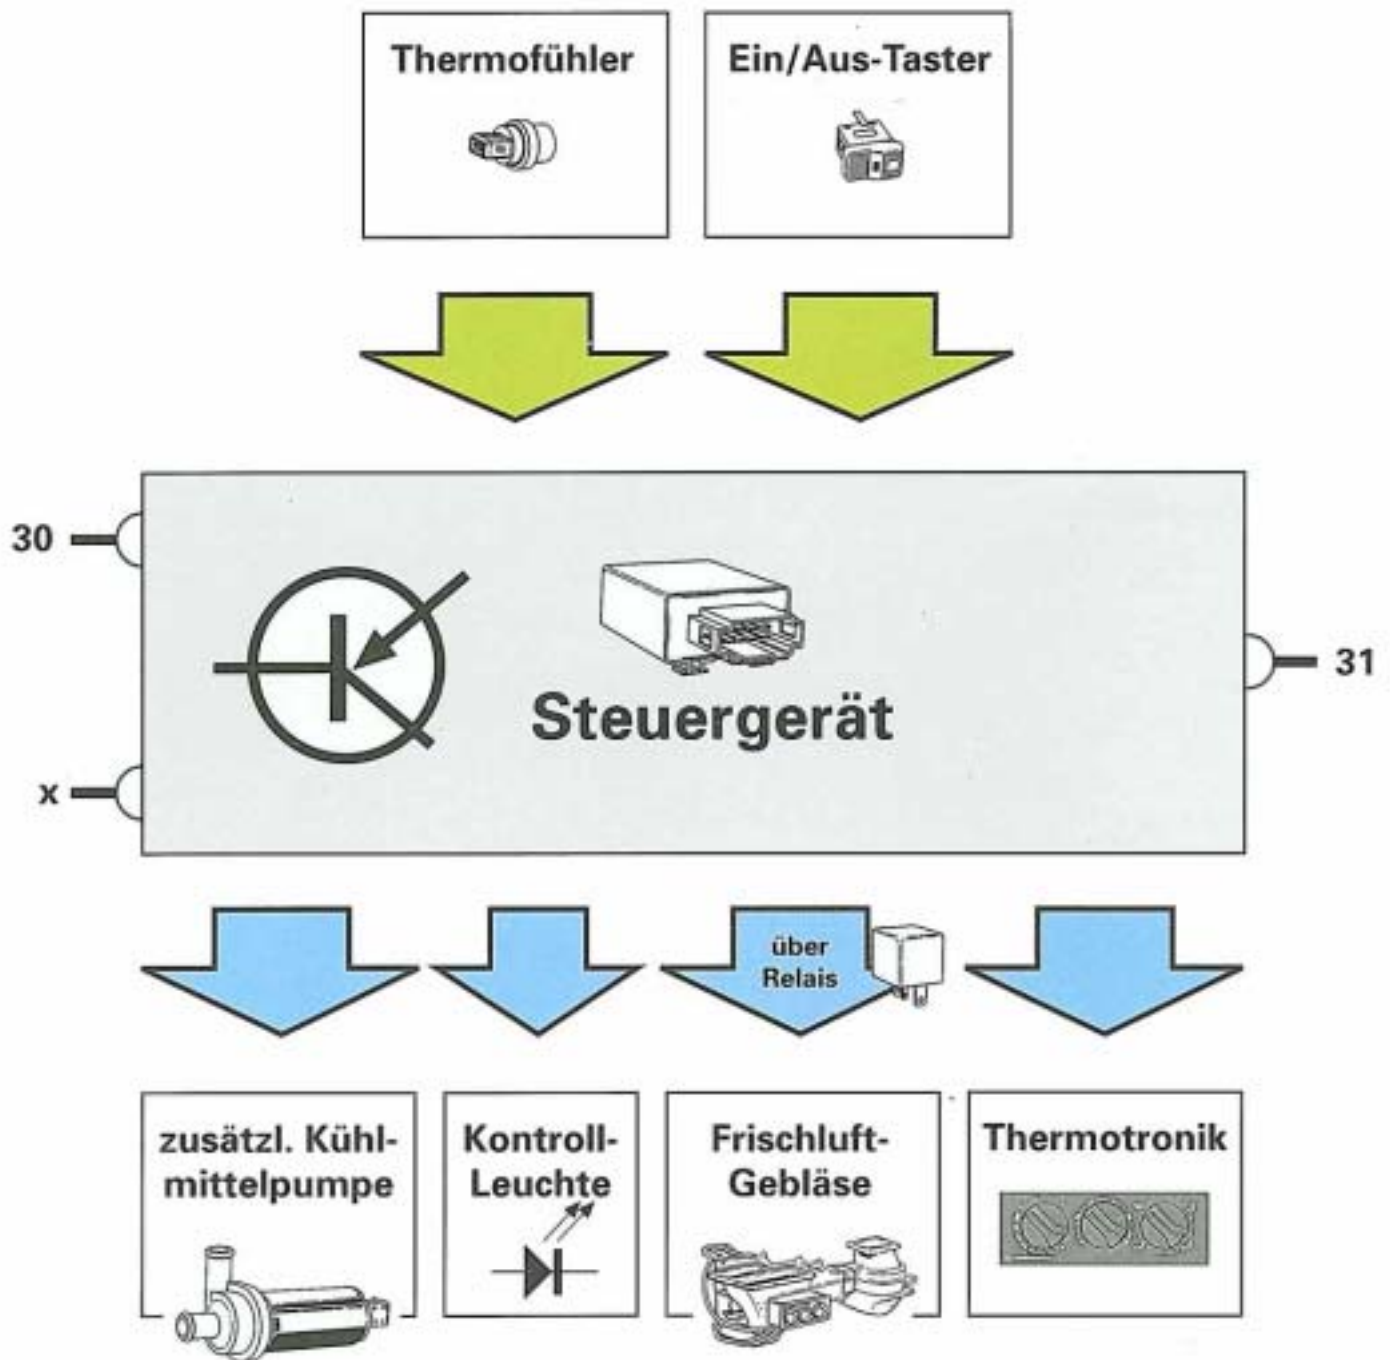 Thermofühler
Ein/Aus-Taster
30
31
Steuergerät
x
über
Relais
zusätzl. Kühl-
mittelpumpe
Kontroll-
Leuchte
Frischluft-
Gebläse
Thermotronik